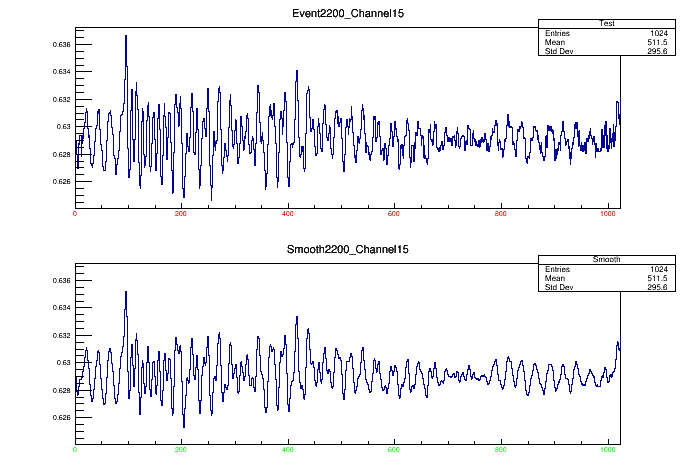 Event2200_Channel15
Test
Entries 1024
Mean 511.5
Std Dev 295.6
0.636
0.634
0.632
0.63
0.628
0.626
0 200 400 600 800 1000
Smooth2200_Channel15
Smooth
Entries 1024
Mean 511.5
Std Dev 295.6
0.636
0.634
0.632
0.63
0.628
0.626
0 200 400 600 800 1000